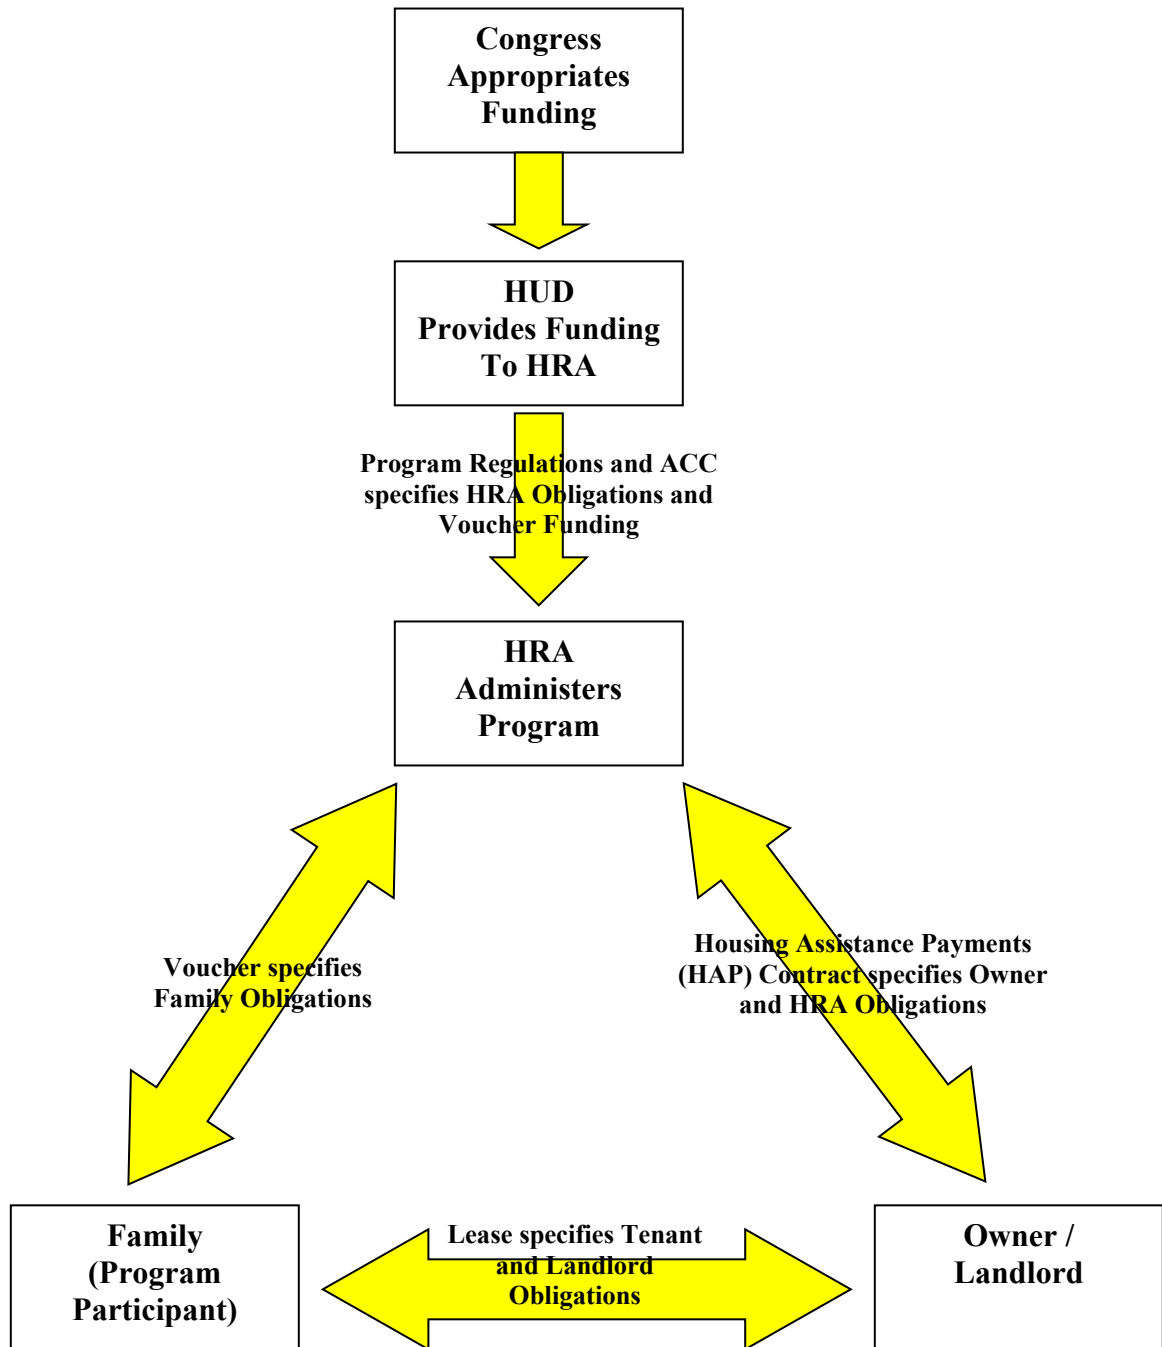 Congress
Appropriates
Funding
HUD
Provides Funding
To HRA
Program Regulations and ACC
specifies HRA Obligations and
Voucher Funding
HRA
Administers
Program
Voucher specifies
Family Obligations
Housing Assistance Payments
(HAP) Contract specifies Owner
and HRA Obligations
Family
(Program
Participant)
Lease specifies Tenant
and Landlord
Obligations
Owner /
Landlord